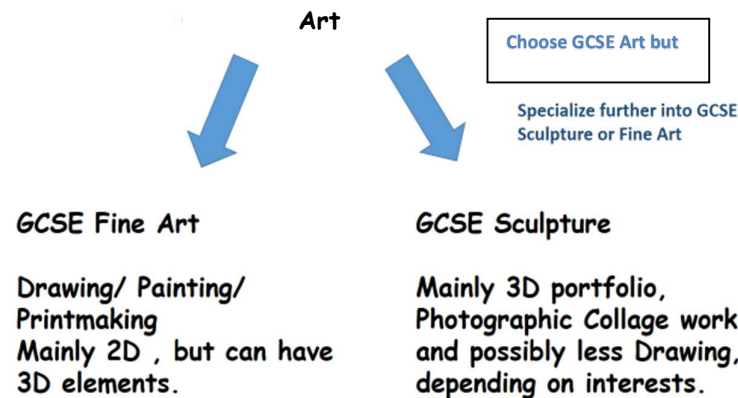 Art
Choose GCSE Art but
Specialize further into GCSE
Sculpture or Fine Art
GCSE Fine Art
Drawing/ Painting/
Printmaking
Mainly 2D , but can have
3D elements.
GCSE Sculpture
Mainly 3D portfolio,
Photographic Collage work
and possibly less Drawing,
depending on interests.